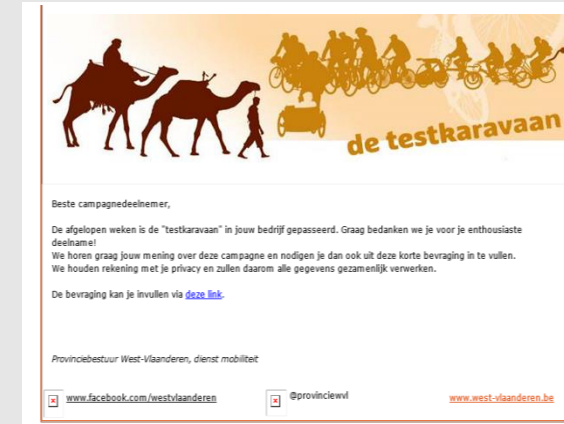 de testkaravaan
Beste campagnedeelnemer,
De afgelopen weken is de "testkaravaan" in jouw bedrijf gepasseerd. Graag bedanken we je voor je enthousiaste
deelname!
We horen graag jouw mening over deze campagne en nodigen je dan ook uit deze korte bevraging in te vullen.
We houden rekening met je privacy en zullen daarom alle gegevens gezamenlijk verwerken.
De bevraging kan je invullen via deze link.
Provinciebestuur West-Vlaanderen, dienst mobiliteit
www.facebook.com/westvlaanderen @provinciewvl www.west-vlaanderen.be